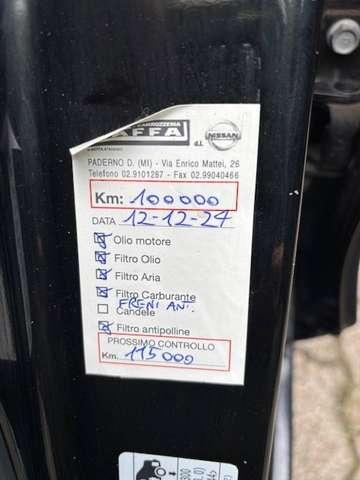 CARROZZERIA
AFFA
NISSAN
PADERNO D. (MI) - Via Enrico Mattei, 26
Telefono 02.9101287 - Fax 02.99040466
Km: 100000
DATA 12-12-24
Olio motore
Filtro Olio
Filtro Aria
Filtro Carburante
FRENI ANT.
Candele
Filtro antipolline
PROSSIMO CONTROLLO
Km. 115000